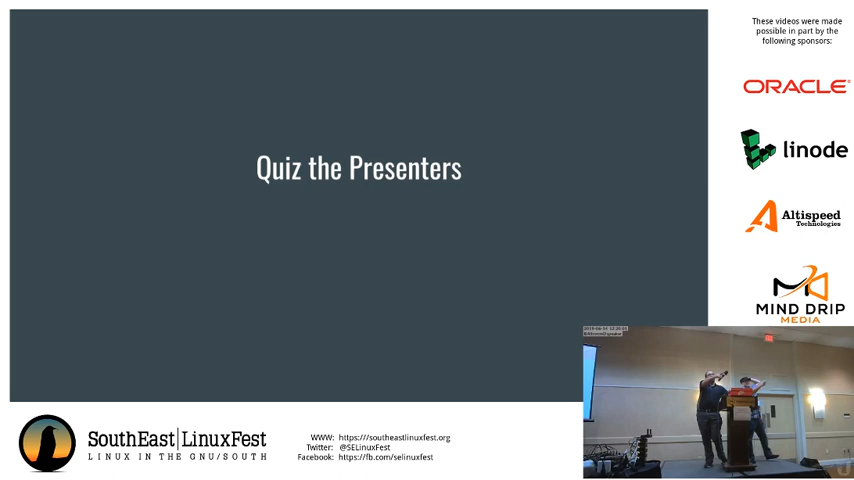 Quiz the Presenters
These videos were made
possible in part by the
following sponsors:
ORACLE
linode
Altispeed
Technologies
MIND DRIP
MEDIA
SouthEast|LinuxFest
LINUX IN THE GNU/SOUTH
WWW: https:///southeastlinuxfest.org
Twitter: @SELinuxFest
Facebook: https://fb.com/selinuxfest